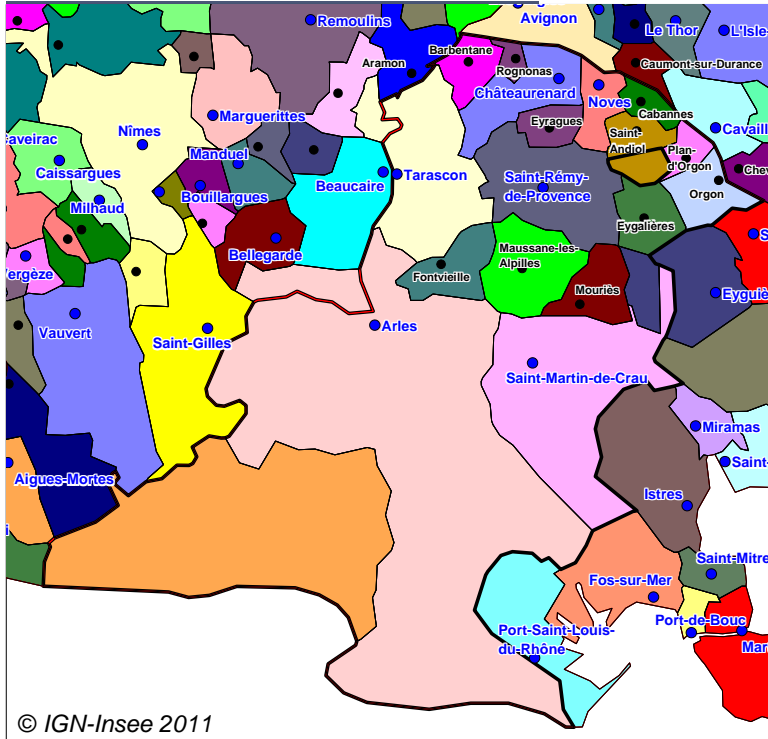 Remoulins
Avignon
Le Thor
L'Isle
Barbentane
Aramon
Rognonas
Caumont-sur-Durance
Châteaurenard
Noves
Marguerittes
Cabannes
Eyragues
Saint-
Andiol
Cavaill
Caveirac
Nîmes
Manduel
Plan-
d'Orgon
Caissargues
Beaucaire
Tarascon
Saint-Rémy-
de-Provence
Chev
Bouillargues
Orgon
Milhaud
Eygalières
Bellegarde
Maussane-les-
Alpilles
S
Vergèze
Fontvieille
Mouriès
Eyguiè
Vauvert
Saint-Gilles
Arles
Saint-Martin-de-Crau
Miramas
Saint-
Aigues-Mortes
Istres
i
Saint-Mitre
Fos-sur-Mer
Port-Saint-Louis-
du-Rhône
Port-de-Bouc
Mar
© IGN-Insee 2011